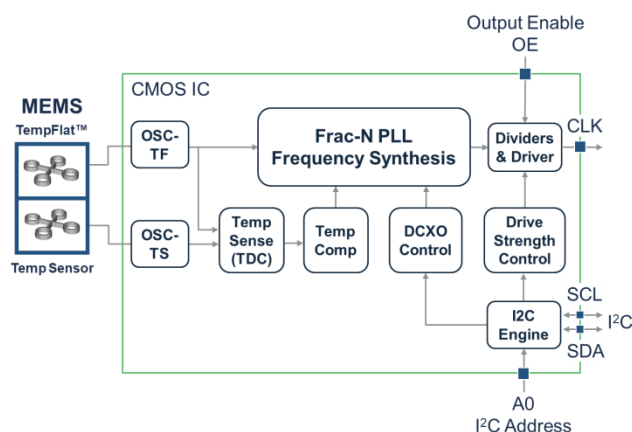 Output Enable
OE
CMOS IC
MEMS
TempFlat™
Temp Sensor
OSC-
TF
OSC-
TS
Frac-N PLL
Frequency Synthesis
Dividers
& Driver
CLK
Temp
Sense
(TDC)
Temp
Comp
DCXO
Control
Drive
Strength
Control
I2C
Engine
SCL
I²C
SDA
A0
I²C Address